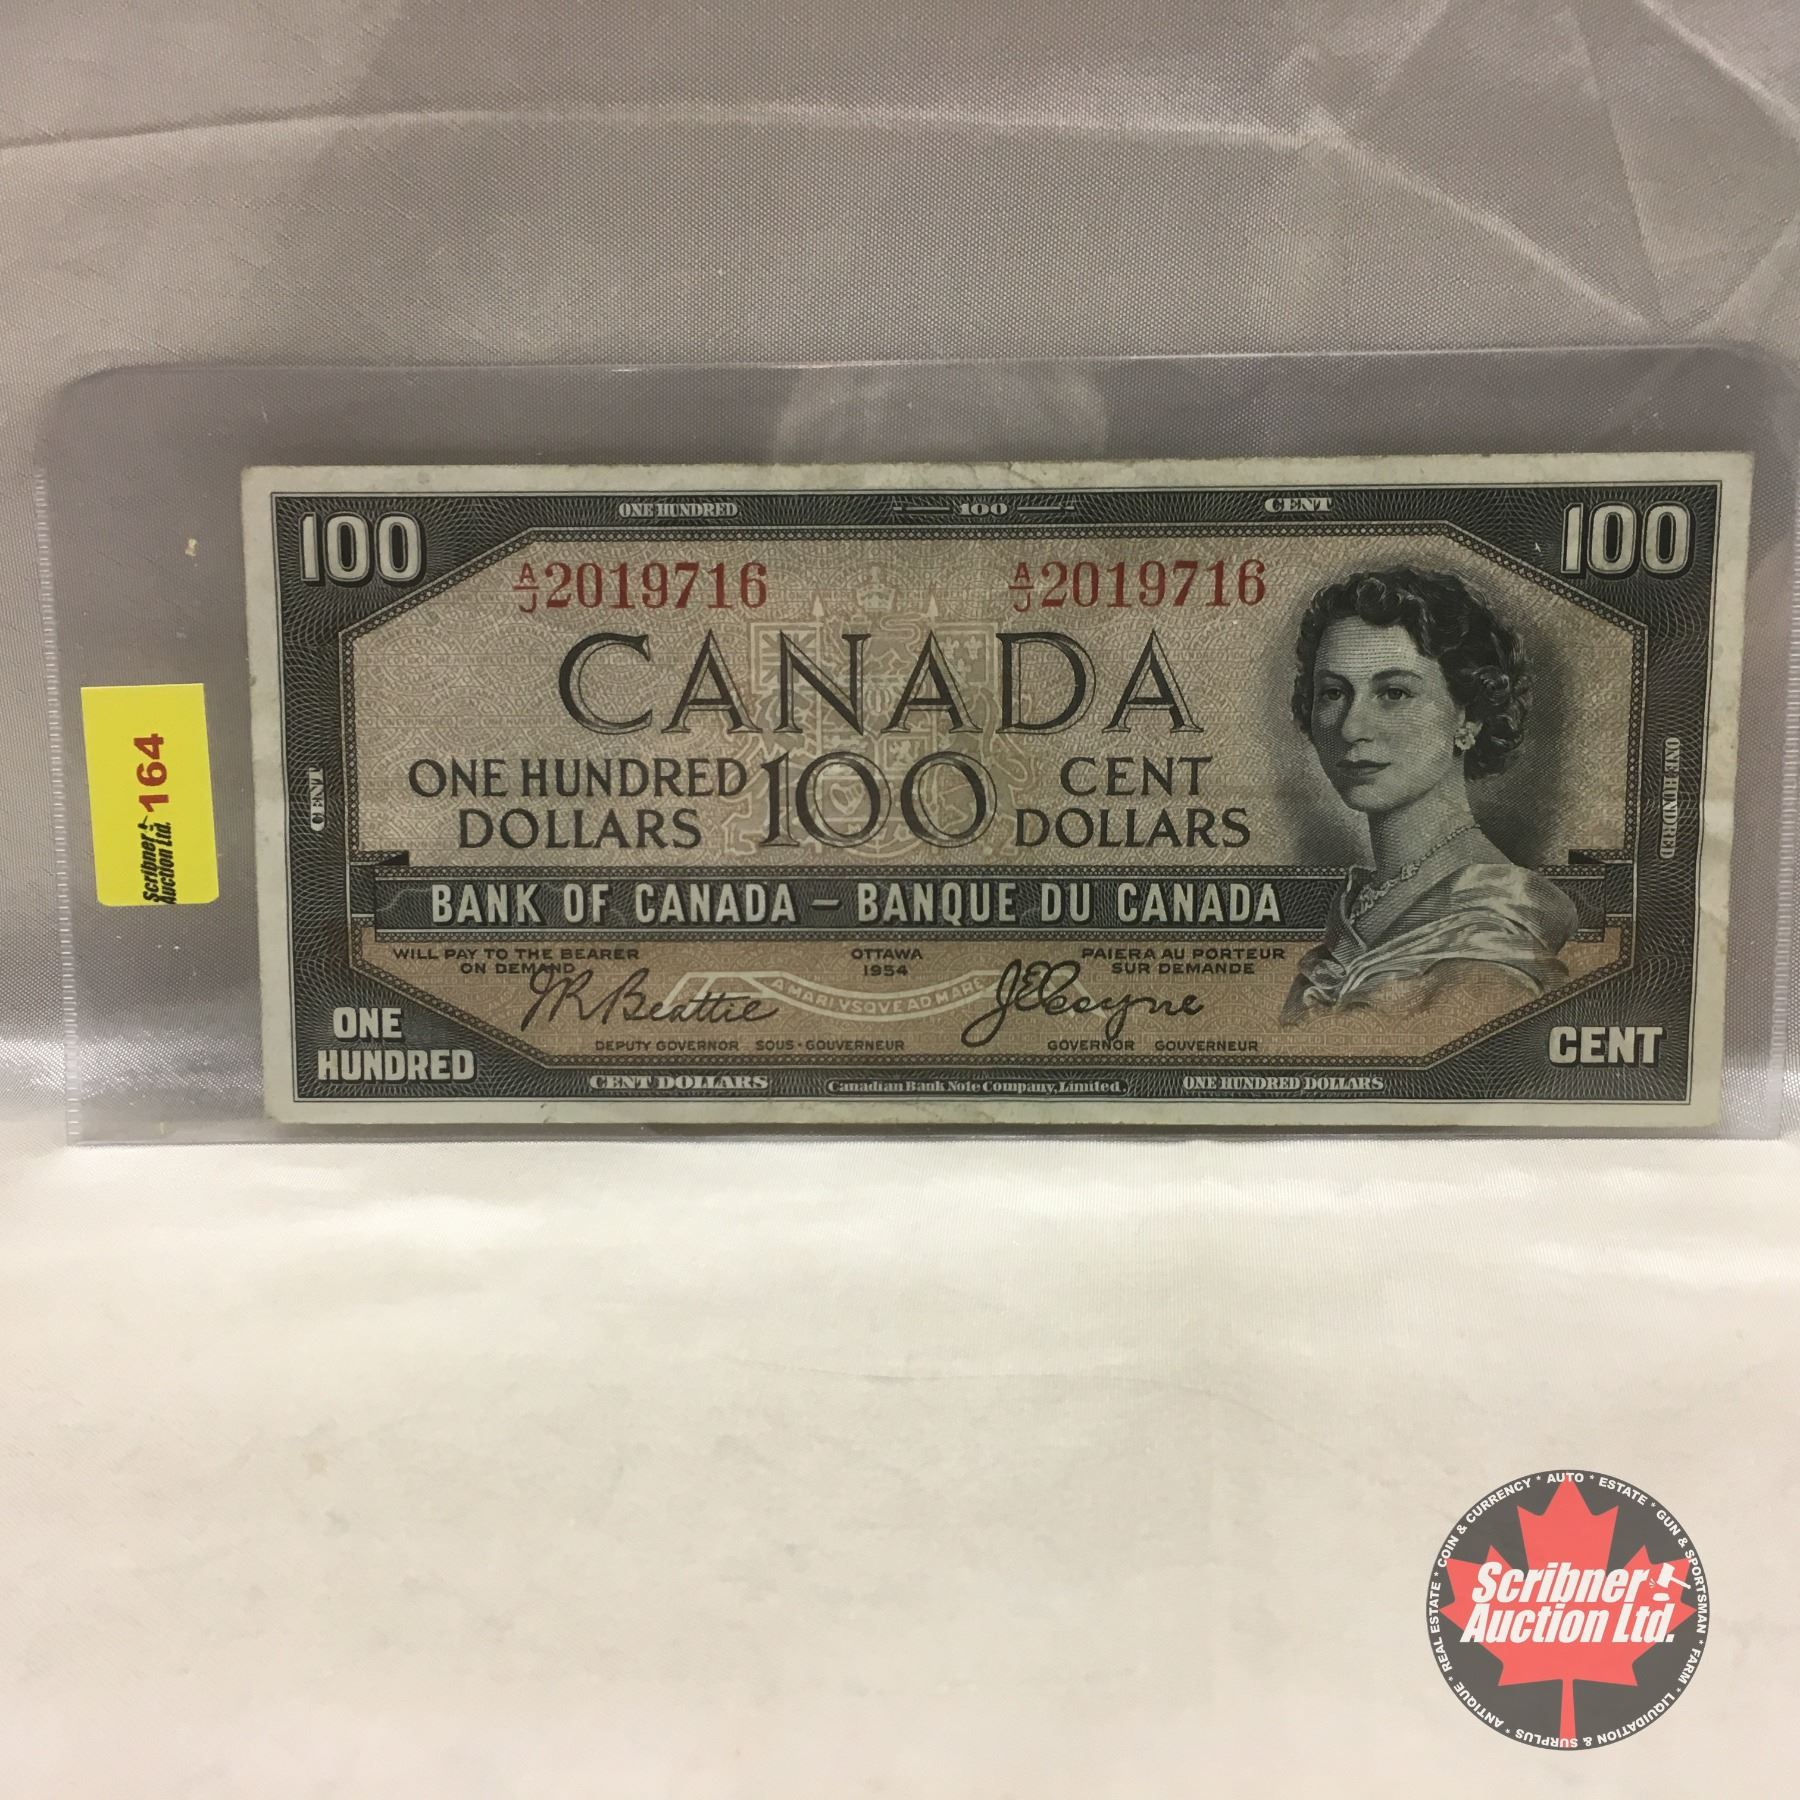 100
ONE HUNDRED
100
CENT
100
A/J 2019716
A/J 2019716
CANADA
ONE HUNDRED DOLLARS
100
CENT DOLLARS
BANK OF CANADA – BANQUE DU CANADA
WILL PAY TO THE BEARER
ON DEMAND
OTTAWA
1954
PAIERA AU PORTEUR
SUR DEMANDE
A MARI VSQVE AD MARE
JR Beattie
J E Coyne
DEPUTY GOVERNOR SOUS-GOUVERNEUR
GOVERNOR GOUVERNEUR
ONE
HUNDRED
CENT
CENT DOLLARS
Canadian Bank Note Company, Limited.
ONE HUNDRED DOLLARS
CENT
ONE HUNDRED
Scribner
Auction Ltd.
164
Scribner
Auction Ltd.
ANTIQUE * REAL ESTATE * COIN & CURRENCY * AUTO * ESTATE * GUN & SPORTSMAN * FARM * LIQUIDATION & SURPLUS *